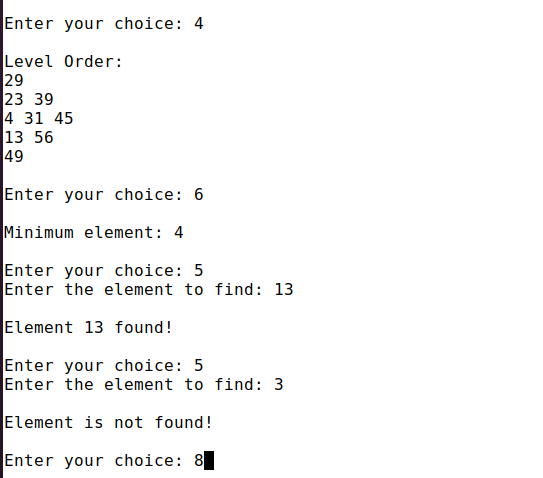 Enter your choice: 4
Level Order:
29
23 39
4 31 45
13 56
49
Enter your choice: 6
Minimum element: 4
Enter your choice: 5
Enter the element to find: 13
Element 13 found!
Enter your choice: 5
Enter the element to find: 3
Element is not found!
Enter your choice: 8